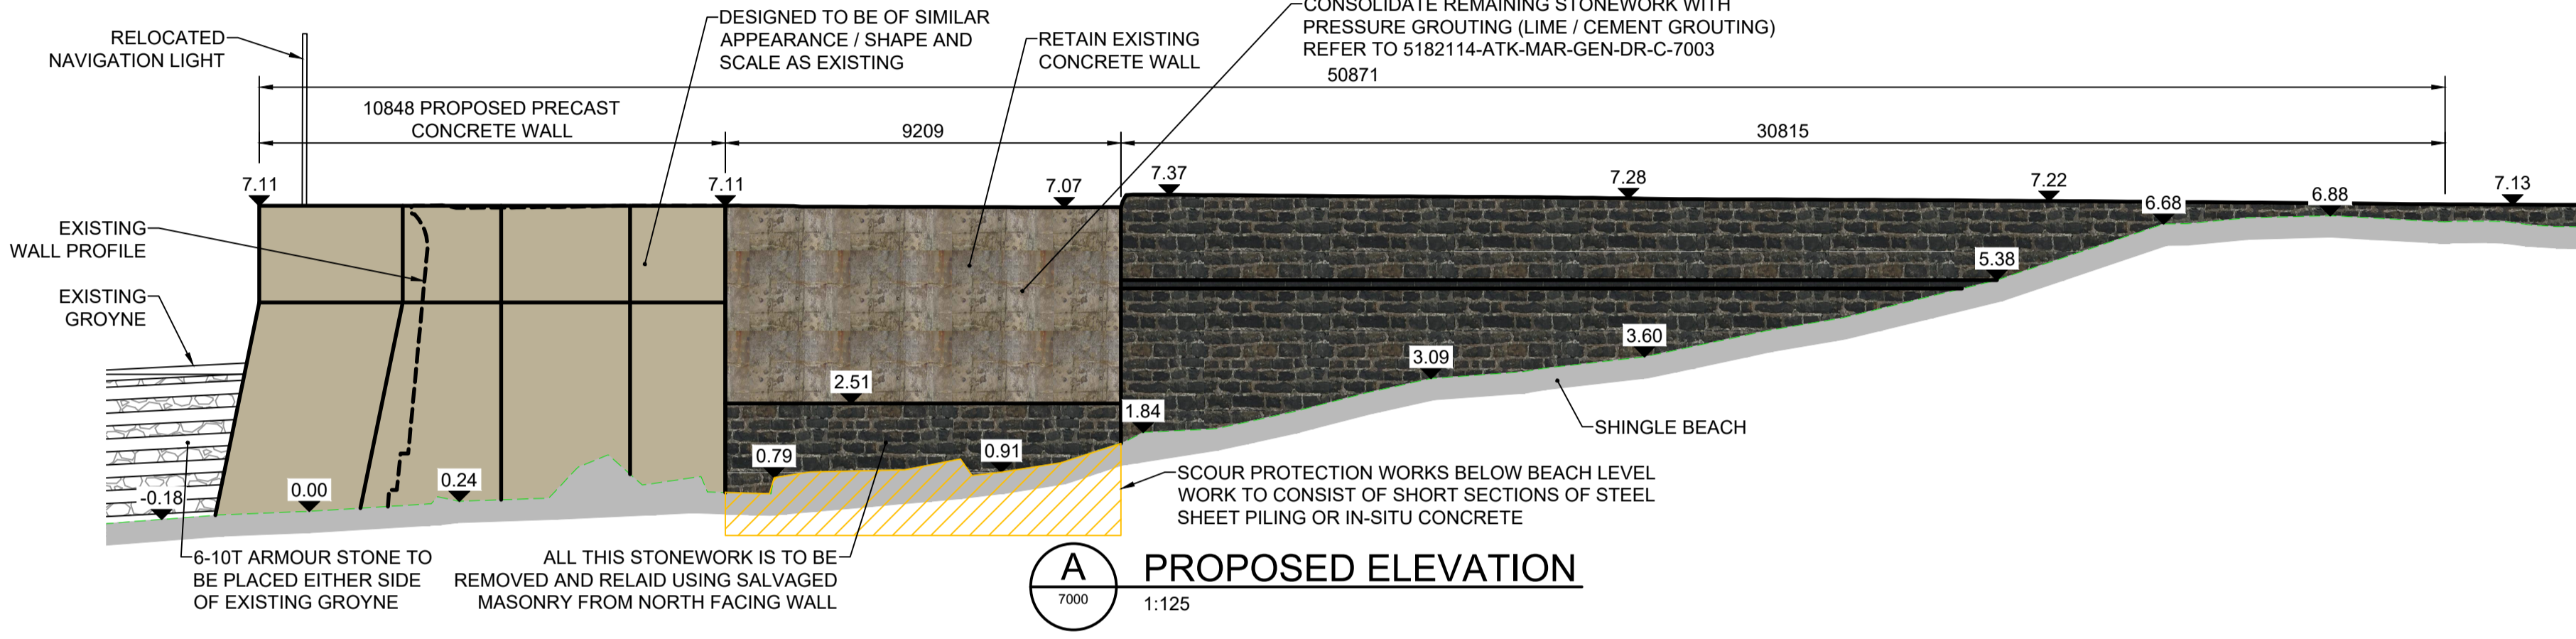 RELOCATED
NAVIGATION LIGHT
DESIGNED TO BE OF SIMILAR
APPEARANCE / SHAPE AND
SCALE AS EXISTING
RETAIN EXISTING
CONCRETE WALL
CONSOLIDATE REMAINING STONEWORK WITH
PRESSURE GROUTING (LIME / CEMENT GROUTING)
REFER TO 5182114-ATK-MAR-GEN-DR-C-7003
50871
10848 PROPOSED PRECAST
CONCRETE WALL
9209
30815
7.11
7.11
7.07
7.37
7.28
7.22
6.68
6.88
7.13
EXISTING
WALL PROFILE
EXISTING
GROYNE
5.38
3.60
3.09
2.51
1.84
0.79
0.91
-0.18
0.00
0.24
SHINGLE BEACH
SCOUR PROTECTION WORKS BELOW BEACH LEVEL
WORK TO CONSIST OF SHORT SECTIONS OF STEEL
SHEET PILING OR IN-SITU CONCRETE
6-10T ARMOUR STONE TO
BE PLACED EITHER SIDE
OF EXISTING GROYNE
ALL THIS STONEWORK IS TO BE
REMOVED AND RELAID USING SALVAGED
MASONRY FROM NORTH FACING WALL
A
7000
PROPOSED ELEVATION
1:125